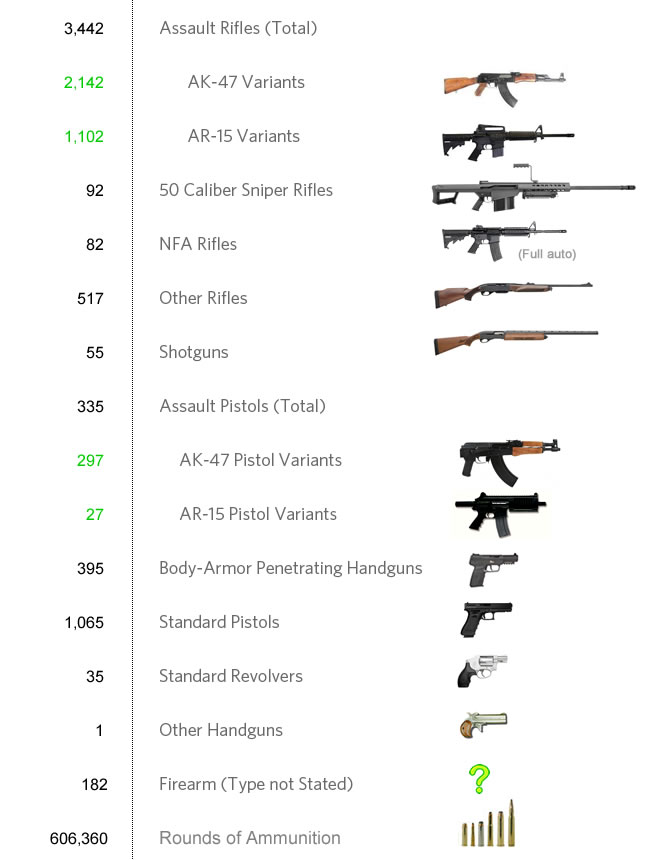 3,442 Assault Rifles (Total)
2,142 AK-47 Variants
1,102 AR-15 Variants
92 50 Caliber Sniper Rifles
82 NFA Rifles (Full auto)
517 Other Rifles
55 Shotguns
335 Assault Pistols (Total)
297 AK-47 Pistol Variants
27 AR-15 Pistol Variants
395 Body-Armor Penetrating Handguns
1,065 Standard Pistols
35 Standard Revolvers
1 Other Handguns
182 Firearm (Type not Stated) ?
606,360 Rounds of Ammunition